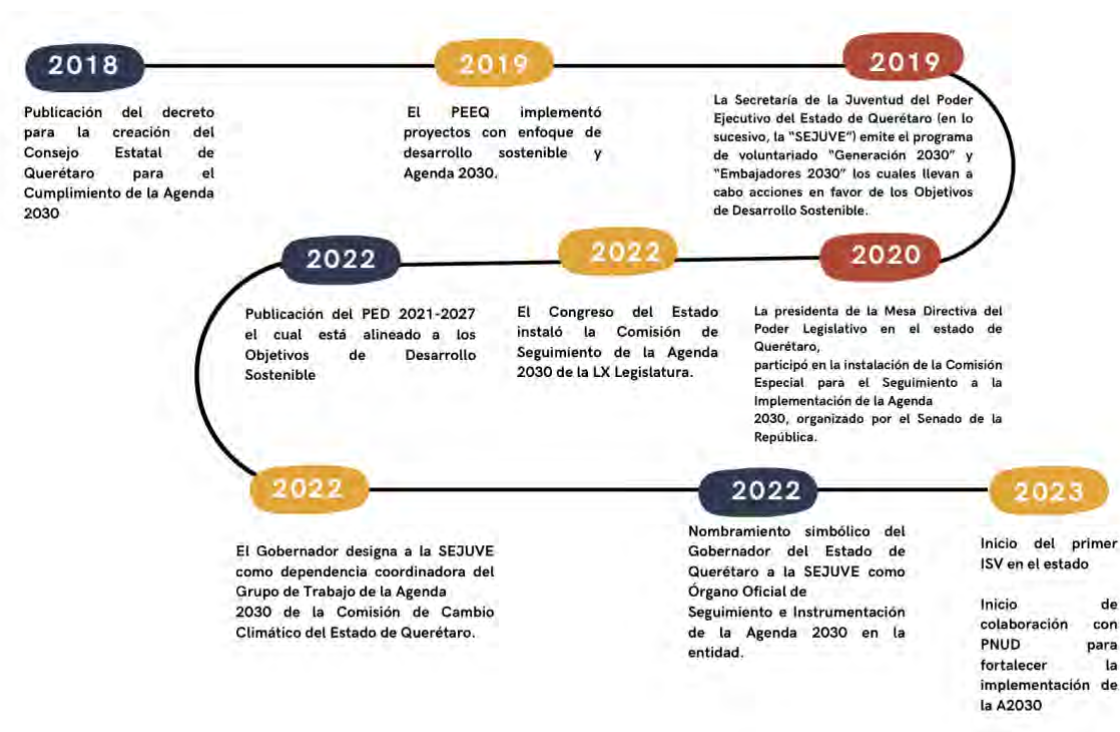 2018
Publicación del decreto
para la creación del
Consejo Estatal de
Querétaro para el
Cumplimiento de la Agenda
2030
2019
El PEEQ implementó
proyectos con enfoque de
desarrollo sostenible y
Agenda 2030.
2019
La Secretaría de la Juventud del Poder
Ejecutivo del Estado de Querétaro (en lo
sucesivo, la “SEJUVE”) emite el programa
de voluntariado “Generación 2030” y
“Embajadores 2030” los cuales llevan a
cabo acciones en favor de los Objetivos
de Desarrollo Sostenible.
2020
La presidenta de la Mesa Directiva del
Poder Legislativo en el estado de
Querétaro,
participó en la instalación de la Comisión
Especial para el Seguimiento a la
Implementación de la Agenda
2030, organizado por el Senado de la
República.
2022
El Congreso del Estado
instaló la Comisión de
Seguimiento de la Agenda
2030 de la LX Legislatura.
2022
Publicación del PED 2021-2027
el cual está alineado a los
Objetivos de Desarrollo
Sostenible
2022
El Gobernador designa a la SEJUVE
como dependencia coordinadora del
Grupo de Trabajo de la Agenda
2030 de la Comisión de Cambio
Climático del Estado de Querétaro.
2022
Nombramiento simbólico del
Gobernador del Estado de
Querétaro a la SEJUVE como
Órgano Oficial de
Seguimiento e Instrumentación
de la Agenda 2030 en la
entidad.
2023
Inicio del primer
ISV en el estado
Inicio de
colaboración con
PNUD para
fortalecer la
implementación de
la A2030